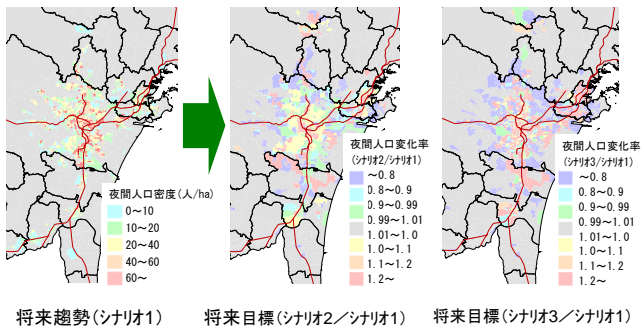 夜間人口密度(人/ha)
0～10
10～20
20～40
40～60
60～
将来趨勢(シナリオ1)
夜間人口変化率
(シナリオ2/シナリオ1)
～0.8
0.8～0.9
0.9～0.99
0.99～1.01
1.01～1.0
1.0～1.1
1.1～1.2
1.2～
将来目標(シナリオ2／シナリオ1)
夜間人口変化率
(シナリオ3/シナリオ1)
～0.8
0.8～0.9
0.9～0.99
0.99～1.01
1.01～1.0
1.0～1.1
1.1～1.2
1.2～
将来目標(シナリオ3／シナリオ1)